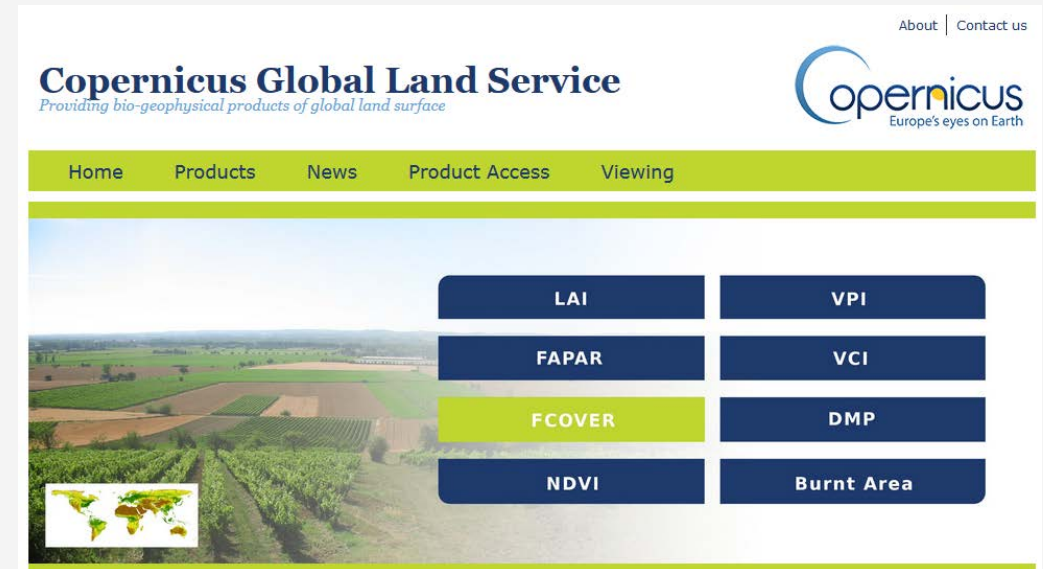 About | Contact us
Copernicus Global Land Service
Providing bio-geophysical products of global land surface
opernicus
Europe's eyes on Earth
Home Products News Product Access Viewing
LAI VPI
FAPAR VCI
FCOVER DMP
NDVI Burnt Area